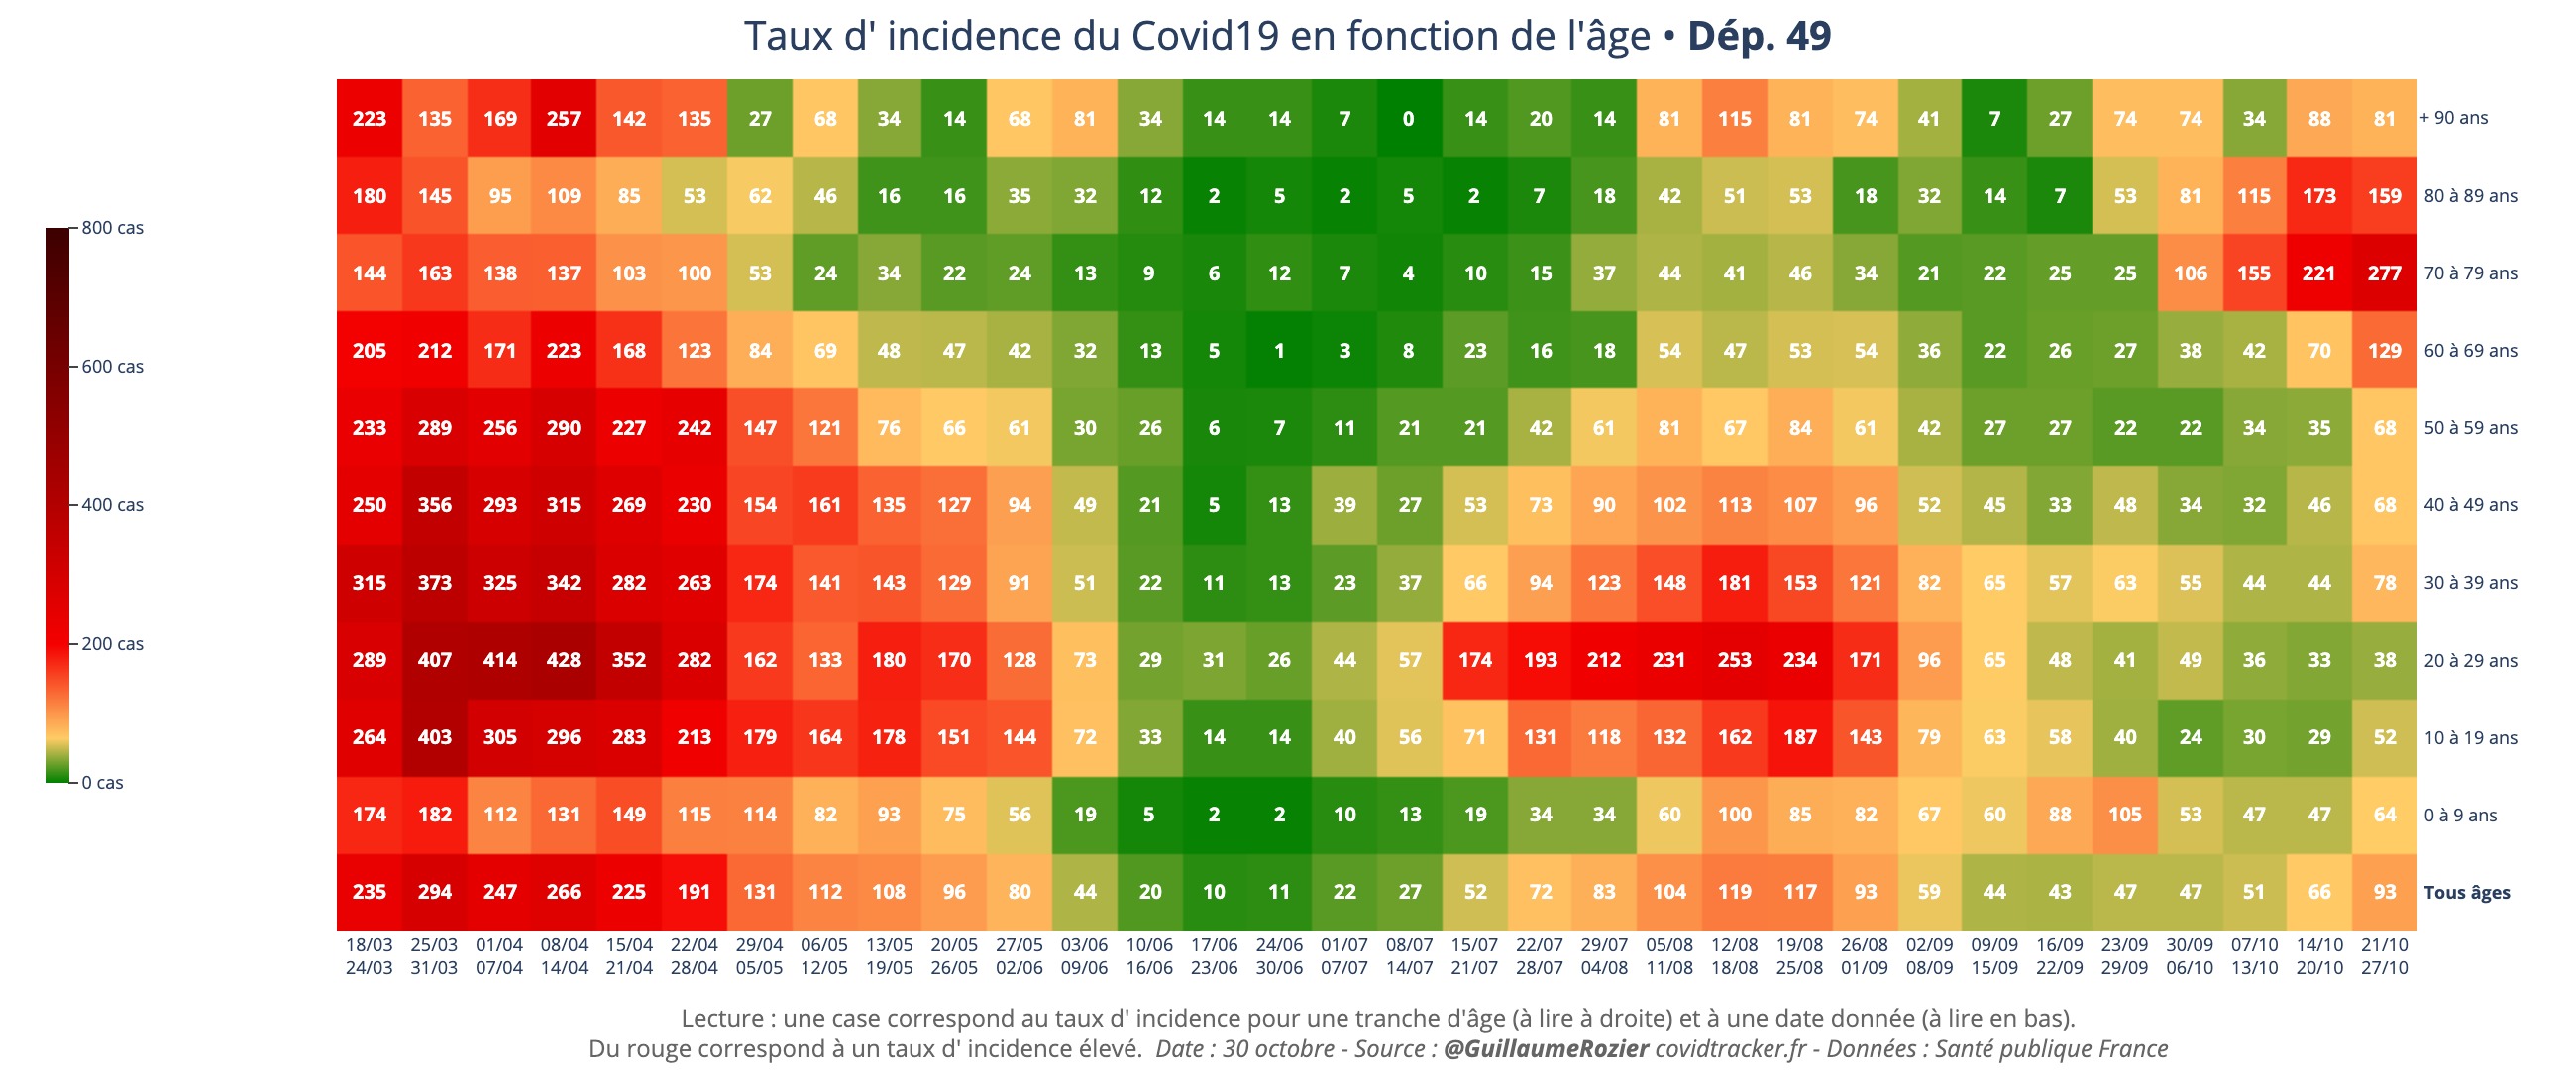 Taux d' incidence du Covid19 en fonction de l'âge • Dép. 49
223 135 169 257 142 135 27 68 34 14 68 81 34 14 14 7 0 14 20 14 81 115 81 74 41 7 27 74 74 34 88 81 + 90 ans
180 145 95 109 85 53 62 46 16 16 35 32 12 2 5 2 5 2 7 18 42 51 53 18 32 14 7 53 81 115 173 159 80 à 89 ans
800 cas
144 163 138 137 103 100 53 24 34 22 24 13 9 6 12 7 4 10 15 37 44 41 46 34 21 22 25 25 106 155 221 277 70 à 79 ans
205 212 171 223 168 123 84 69 48 47 42 32 13 5 1 3 8 23 16 18 54 47 53 54 36 22 26 27 38 42 70 129 60 à 69 ans
600 cas
233 289 256 290 227 242 147 121 76 66 61 30 26 6 7 11 21 21 42 61 81 67 84 61 42 27 27 22 22 34 35 68 50 à 59 ans
400 cas
250 356 293 315 269 230 154 161 135 127 94 49 21 5 13 39 27 53 73 90 102 113 107 96 52 45 33 48 34 32 46 68 40 à 49 ans
315 373 325 342 282 263 174 141 143 129 91 51 22 11 13 23 37 66 94 123 148 181 153 121 82 65 57 63 55 44 44 78 30 à 39 ans
200 cas
289 407 414 428 352 282 162 133 180 170 128 73 29 31 26 44 57 174 193 212 231 253 234 171 96 65 48 41 49 36 33 38 20 à 29 ans
264 403 305 296 283 213 179 164 178 151 144 72 33 14 14 40 56 71 131 118 132 162 187 143 79 63 58 40 24 30 29 52 10 à 19 ans
0 cas
174 182 112 131 149 115 114 82 93 75 56 19 5 2 2 10 13 19 34 34 60 100 85 82 67 60 88 105 53 47 47 64 0 à 9 ans
235 294 247 266 225 191 131 112 108 96 80 44 20 10 11 22 27 52 72 83 104 119 117 93 59 44 43 47 47 51 66 93 Tous âges
18/03 25/03 01/04 08/04 15/04 22/04 29/04 06/05 13/05 20/05 27/05 03/06 10/06 17/06 24/06 01/07 08/07 15/07 22/07 29/07 05/08 12/08 19/08 26/08 02/09 09/09 16/09 23/09 30/09 07/10 14/10 21/10
24/03 31/03 07/04 14/04 21/04 28/04 05/05 12/05 19/05 26/05 02/06 09/06 16/06 23/06 30/06 07/07 14/07 21/07 28/07 04/08 11/08 18/08 25/08 01/09 08/09 15/09 22/09 29/09 06/10 13/10 20/10 27/10
Lecture : une case correspond au taux d' incidence pour une tranche d'âge (à lire à droite) et à une date donnée (à lire en bas).
Du rouge correspond à un taux d' incidence élevé. Date : 30 octobre - Source : @GuillaumeRozier covidtracker.fr - Données : Santé publique France